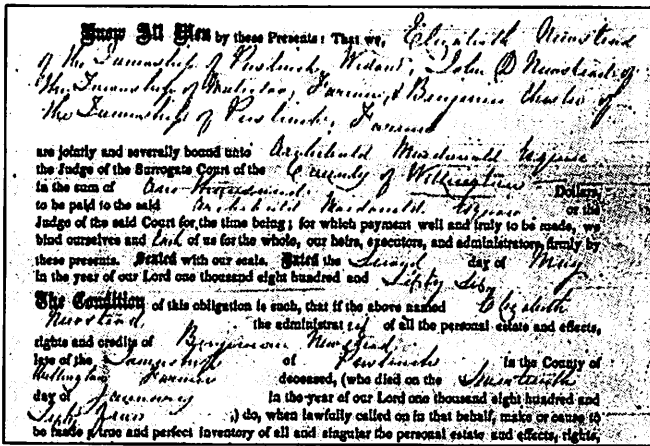 Know All Men by these Presents: That we, Elizabeth Munstead
of the Township of Puslinch, Widow, John D Munstead of
the Township of Farmer, & Benjamin of
the Township of Puslinch, Farmer
are jointly and severally bound unto Archibald Macdonald Esquire
the Judge of the Surrogate Court of the County of Wellington
in the sum of One thousand Dollars,
to be paid to the said Archibald Macdonald Esquire or the
Judge of the said Court for the time being; for which payment well and truly to be made, we
bind ourselves and Each of us for the whole, our heirs, executors, and administrators, firmly by
these presents. Sealed with our seals. Dated the Second day of May
in the year of our Lord one thousand eight hundred and Sixty
The Condition of this obligation is such, that if the above named Elizabeth
Munstead, the administrat of all the personal estate and effects,
rights and credits of Benjamin Munstead
late of the Township of Puslinch in the County of
Wellington Farmer deceased, (who died on the Seventeenth
day of January in the year of our Lord one thousand eight hundred and
,) do, when lawfully called on in that behalf, make or cause to
be made a true and perfect inventory of all and singular the personal estate and effects, rights,